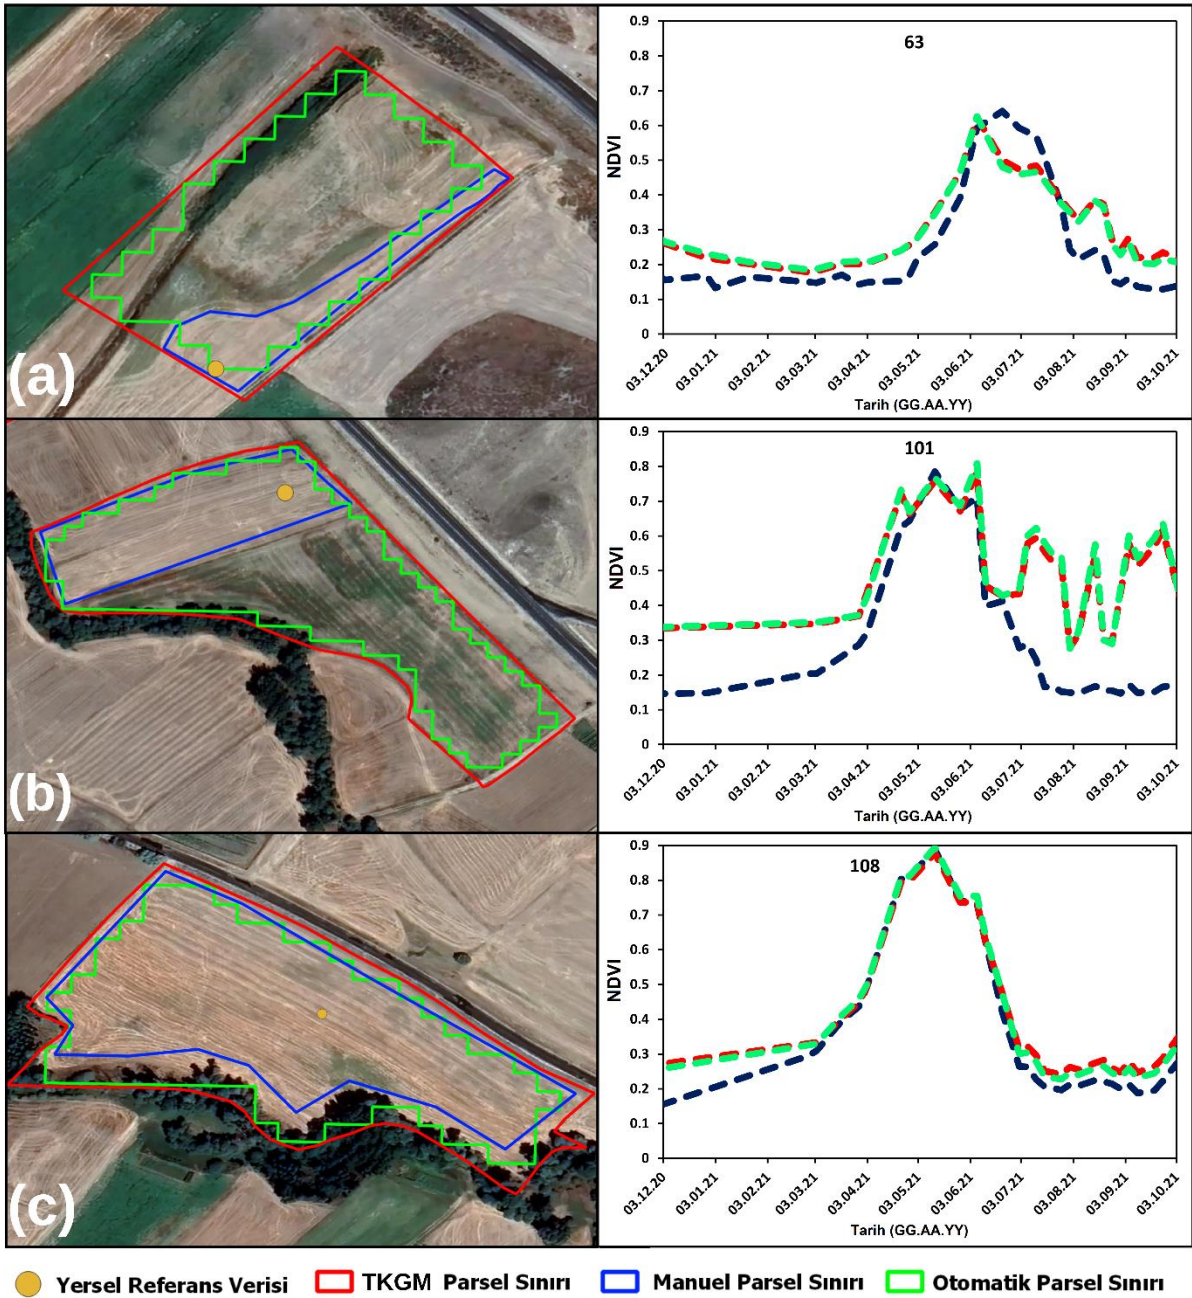 (a)
63
NDVI
0.9
0.8
0.7
0.6
0.5
0.4
0.3
0.2
0.1
0
03.12.20 03.01.21 03.02.21 03.03.21 03.04.21 03.05.21 03.06.21 03.07.21 03.08.21 03.09.21 03.10.21
Tarih (GG.AA.YY)
(b)
101
NDVI
0.9
0.8
0.7
0.6
0.5
0.4
0.3
0.2
0.1
0
03.12.20 03.01.21 03.02.21 03.03.21 03.04.21 03.05.21 03.06.21 03.07.21 03.08.21 03.09.21 03.10.21
Tarih (GG.AA.YY)
(c)
108
NDVI
0.9
0.8
0.7
0.6
0.5
0.4
0.3
0.2
0.1
0
03.12.20 03.01.21 03.02.21 03.03.21 03.04.21 03.05.21 03.06.21 03.07.21 03.08.21 03.09.21 03.10.21
Tarih (GG.AA.YY)
Yersel Referans Verisi TKGM Parsel Sınırı Manuel Parsel Sınırı Otomatik Parsel Sınırı